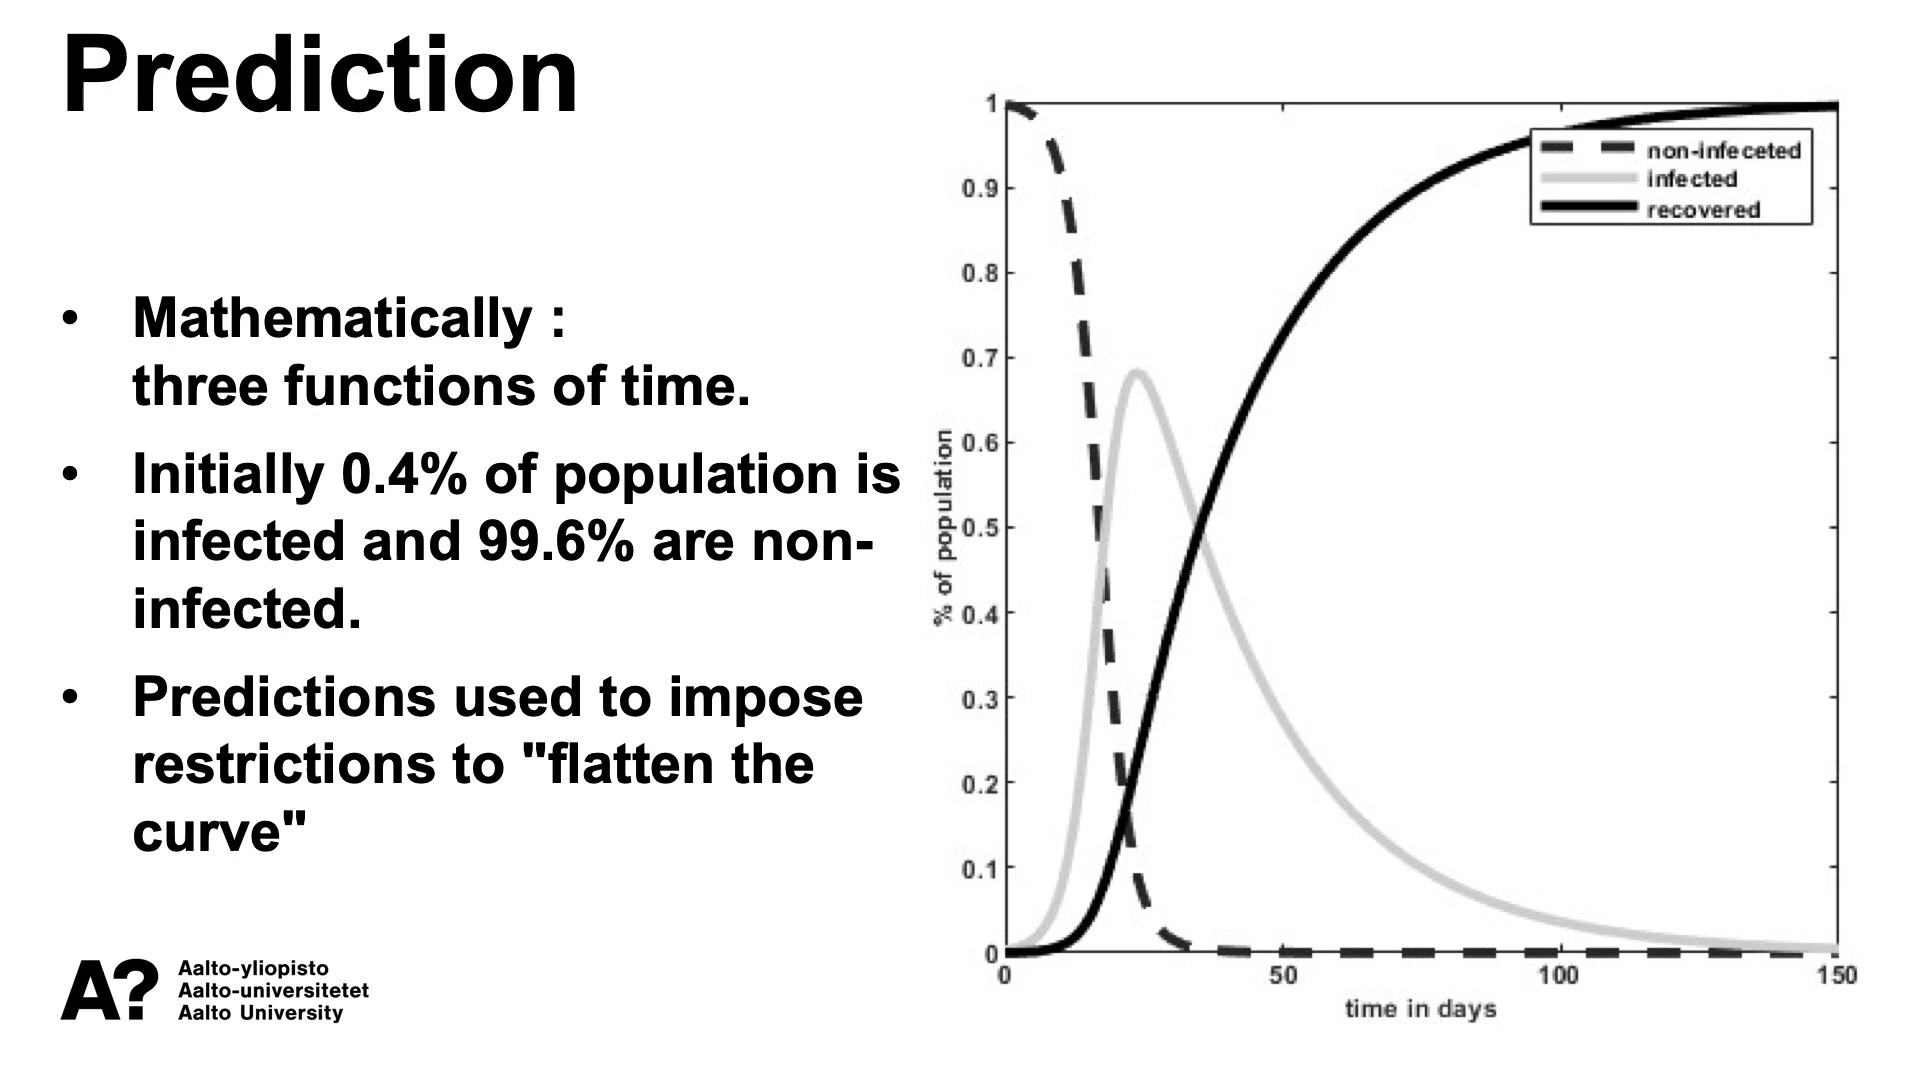 Prediction
• Mathematically :
three functions of time.
• Initially 0.4% of population is
infected and 99.6% are non-
infected.
• Predictions used to impose
restrictions to "flatten the
curve"
A?
Aalto-yliopisto
Aalto-universitetet
Aalto University
% of population
1
0.9
0.8
0.7
0.6
0.5
0.4
0.3
0.2
0.1
0
non-infeceted
infected
recovered
0 50 100 150
time in days